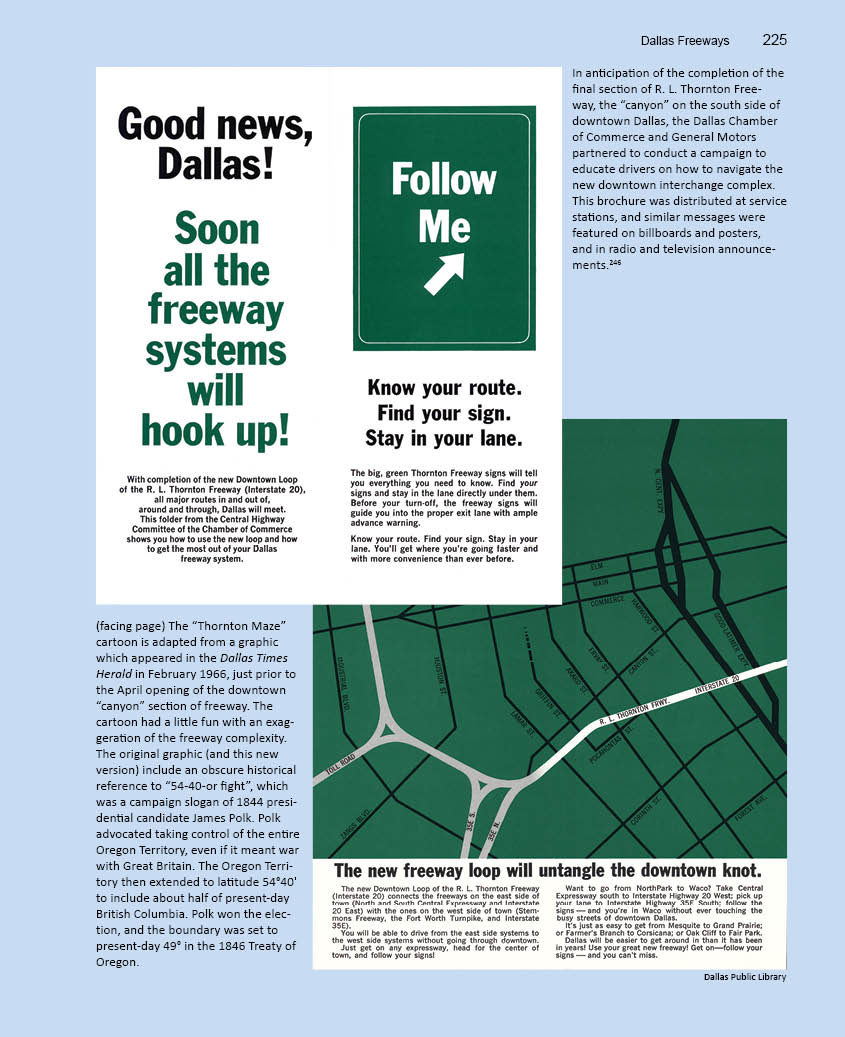 Dallas Freeways 225
Good news,
Dallas!
Soon
all the
freeway
systems
will
hook up!
With completion of the new Downtown Loop
of the R. L. Thornton Freeway (Interstate 20),
all major routes in and out of,
around and through, Dallas will meet.
This folder from the Central Highway
Committee of the Chamber of Commerce
shows you how to use the new loop and how
to get the most out of your Dallas
freeway system.
Follow
Me
Know your route.
Find your sign.
Stay in your lane.
The big, green Thornton Freeway signs will tell
you everything you need to know. Find your
signs and stay in the lane directly under them.
Before your turn-off, the freeway signs will
guide you into the proper exit lane with ample
advance warning.
Know your route. Find your sign. Stay in your
lane. You'll get where you're going faster and
with more convenience than ever before.
In anticipation of the completion of the
final section of R. L. Thornton Free-
way, the “canyon” on the south side of
downtown Dallas, the Dallas Chamber
of Commerce and General Motors
partnered to conduct a campaign to
educate drivers on how to navigate the
new downtown interchange complex.
This brochure was distributed at service
stations, and similar messages were
featured on billboards and posters,
and in radio and television announce-
ments.²⁴⁶
(facing page) The “Thornton Maze”
cartoon is adapted from a graphic
which appeared in the Dallas Times
Herald in February 1966, just prior to
the April opening of the downtown
“canyon” section of freeway. The
cartoon had a little fun with an exag-
geration of the freeway complexity.
The original graphic (and this new
version) include an obscure historical
reference to “54-40-or fight”, which
was a campaign slogan of 1844 presi-
dential candidate James Polk. Polk
advocated taking control of the entire
Oregon Territory, even if it meant war
with Great Britain. The Oregon Terri-
tory then extended to latitude 54°40'
to include about half of present-day
British Columbia. Polk won the elec-
tion, and the boundary was set to
present-day 49° in the 1846 Treaty of
Oregon.
N. CENT. EXPY.
ELM
MAIN
COMMERCE
HARWOOD ST.
GOOD-LATIMER EXPY.
ERVAY ST.
CANTON ST.
AKARD ST.
INDUSTRIAL BLVD.
HOUSTON ST.
GRIFFIN ST.
LAMAR ST.
R. L. THORNTON FRWY.
INTERSTATE 20
POCAHONTAS ST.
TOLL ROAD
ZANGS BLVD.
35E S.
35E N.
CORINTH ST.
FOREST AVE.
The new freeway loop will untangle the downtown knot.
The new Downtown Loop of the R. L. Thornton Freeway
(Interstate 20) connects the freeways on the east side of
town (North and South Central Expressway and Interstate
20 East) with the ones on the west side of town (Stem-
mons Freeway, the Fort Worth Turnpike, and Interstate
35E).
You will be able to drive from the east side systems to
the west side systems without going through downtown.
Just get on any expressway, head for the center of
town, and follow your signs!
Want to go from NorthPark to Waco? Take Central
Expressway south to Interstate Highway 20 West; pick up
your lane to Interstate Highway 35E South; follow the
signs — and you're in Waco without ever touching the
busy streets of downtown Dallas.
It's just as easy to get from Mesquite to Grand Prairie;
or Farmer's Branch to Corsicana; or Oak Cliff to Fair Park.
Dallas will be easier to get around in than it has been
in years! Use your great new freeway! Get on—follow your
signs — and you can't miss.
Dallas Public Library